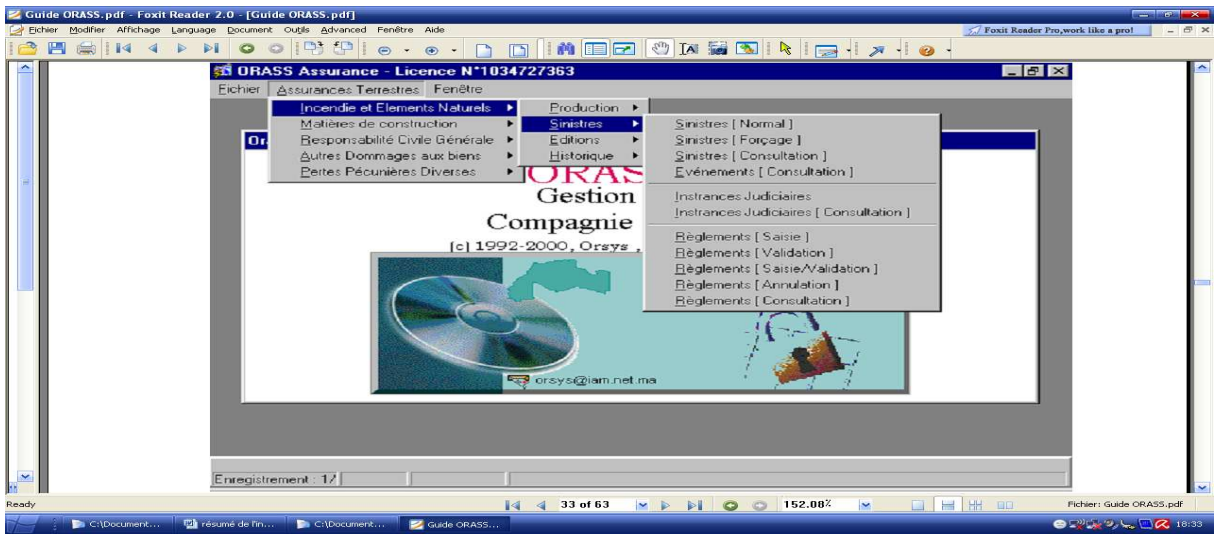 Guide ORASS.pdf - Foxit Reader 2.0 - [Guide ORASS.pdf]
Fichier Modifier Affichage Language Document Outils Advanced Fenêtre Aide
Foxit Reader Pro,work like a pro!
ORASS Assurance - Licence N°1034727363
Fichier Assurances Terrestres Fenêtre
Incendie et Elements Naturels
Matières de construction
Responsabilité Civile Générale
Autres Dommages aux biens
Pertes Pécunières Diverses
Production
Sinistres
Editions
Historique
Sinistres [ Normal ]
Sinistres [ Forçage ]
Sinistres [ Consultation ]
Evénements [ Consultation ]
Instrances Judiciaires
Instrances Judiciaires [ Consultation ]
Règlements [ Saisie ]
Règlements [ Validation ]
Règlements [ Saisie/Validation ]
Règlements [ Annulation ]
Règlements [ Consultation ]
Or
ORAS
Gestion
Compagnie
(c) 1992-2000, Orsys ,
orsys@iam.net.ma
Enregistrement : 1/
Ready
33 of 63
152.08%
Fichier: Guide ORASS.pdf
C:\Document...
résumé de l'in...
C:\Document...
Guide ORASS...
18:33